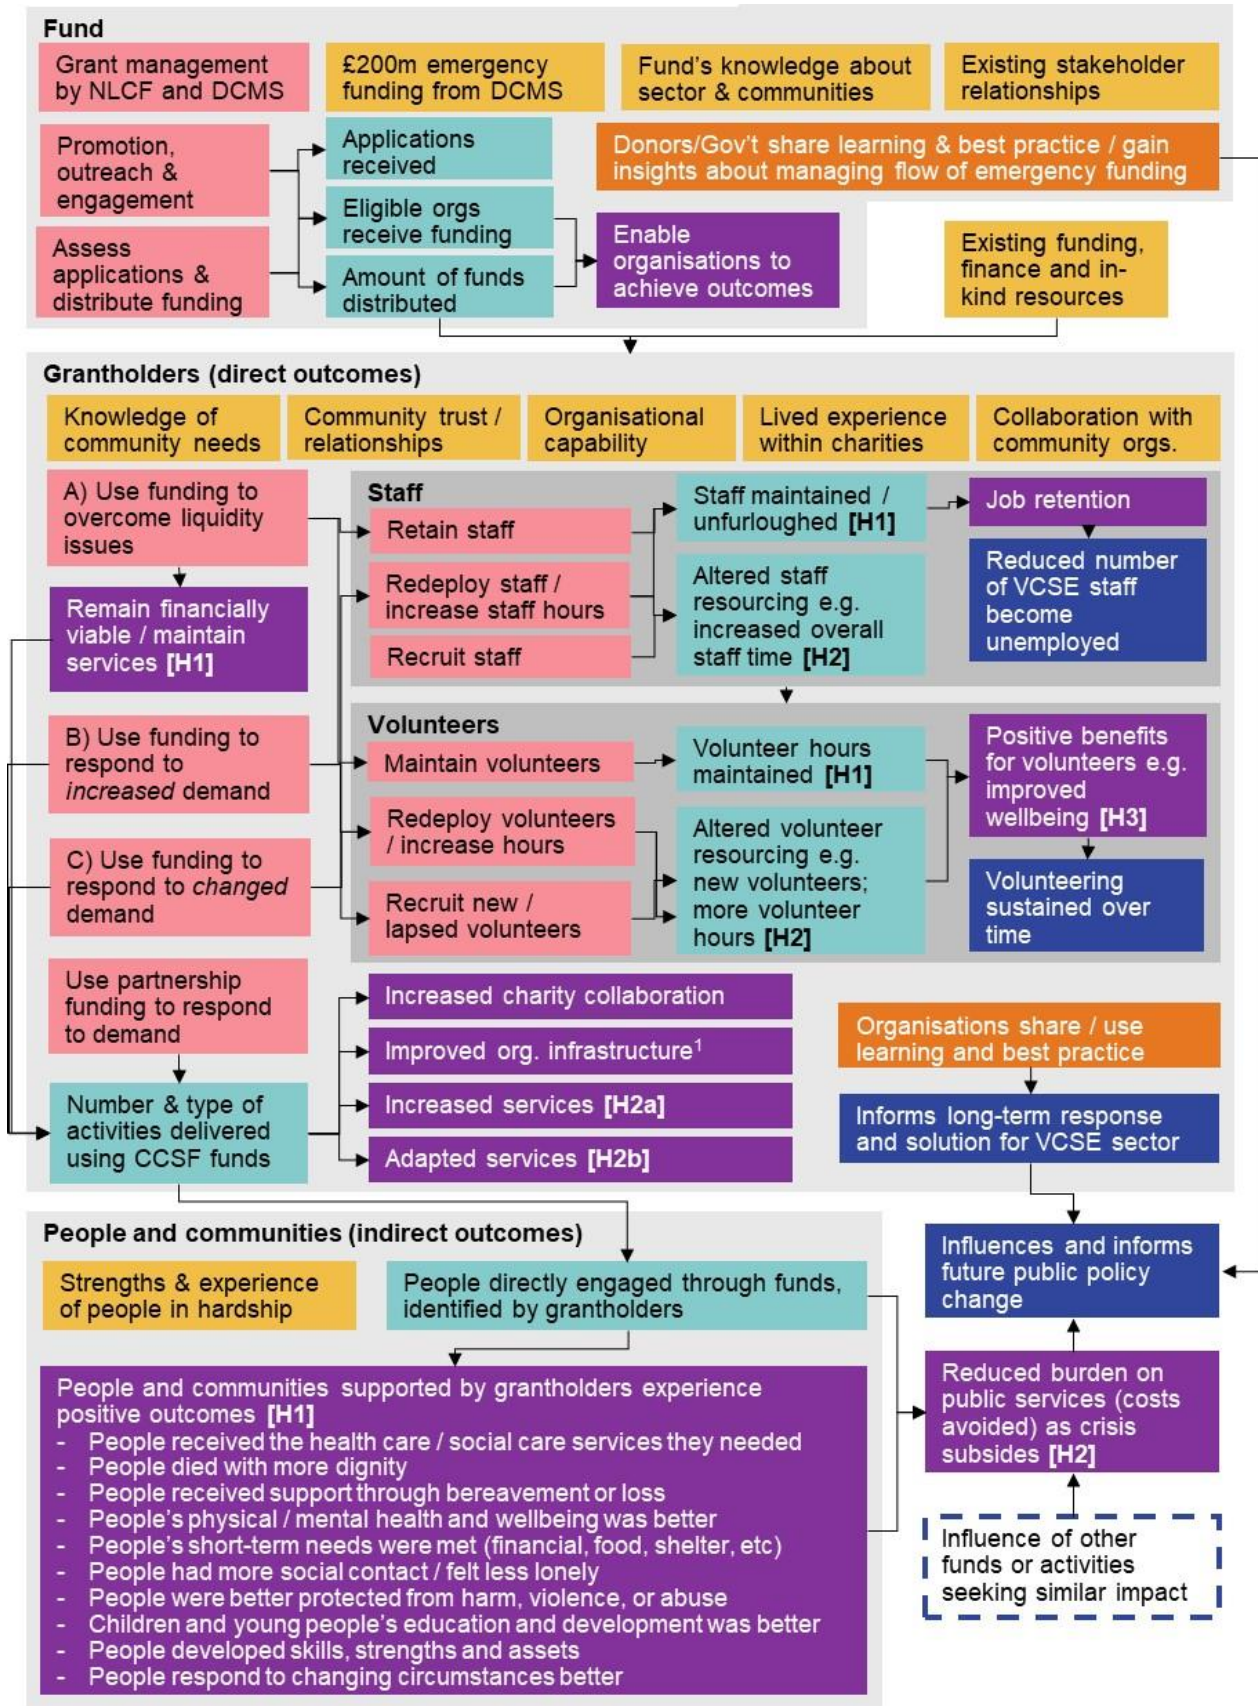 Fund
Grant management
by NLCF and DCMS
£200m emergency
funding from DCMS
Fund's knowledge about
sector & communities
Existing stakeholder
relationships
Promotion,
outreach &
engagement
Applications
received
Donors/Gov't share learning & best practice / gain
insights about managing flow of emergency funding
Eligible orgs
receive funding
Assess
applications &
distribute funding
Amount of funds
distributed
Enable
organisations to
achieve outcomes
Existing funding,
finance and in-
kind resources
Grantholders (direct outcomes)
Knowledge of
community needs
Community trust /
relationships
Organisational
capability
Lived experience
within charities
Collaboration with
community orgs.
A) Use funding to
overcome liquidity
issues
Remain financially
viable / maintain
services [H1]
Staff
Retain staff
Redeploy staff /
increase staff hours
Recruit staff
Staff maintained /
unfurloughed [H1]
Altered staff
resourcing e.g.
increased overall
staff time [H2]
Job retention
Reduced number
of VCSE staff
become
unemployed
B) Use funding to
respond to
increased demand
C) Use funding to
respond to changed
demand
Volunteers
Maintain volunteers
Redeploy volunteers
/ increase hours
Recruit new /
lapsed volunteers
Volunteer hours
maintained [H1]
Altered volunteer
resourcing e.g.
new volunteers;
more volunteer
hours [H2]
Positive benefits
for volunteers e.g.
improved
wellbeing [H3]
Volunteering
sustained over
time
Use partnership
funding to respond
to demand
Number & type of
activities delivered
using CCSF funds
Increased charity collaboration
Improved org. infrastructure¹
Increased services [H2a]
Adapted services [H2b]
Organisations share / use
learning and best practice
Informs long-term response
and solution for VCSE sector
People and communities (indirect outcomes)
Strengths & experience
of people in hardship
People directly engaged through funds,
identified by grantholders
Influences and informs
future public policy
change
People and communities supported by grantholders experience
positive outcomes [H1]
- People received the health care / social care services they needed
- People died with more dignity
- People received support through bereavement or loss
- People's physical / mental health and wellbeing was better
- People's short-term needs were met (financial, food, shelter, etc)
- People had more social contact / felt less lonely
- People were better protected from harm, violence, or abuse
- Children and young people's education and development was better
- People developed skills, strengths and assets
- People respond to changing circumstances better
Reduced burden on
public services (costs
avoided) as crisis
subsides [H2]
Influence of other
funds or activities
seeking similar impact